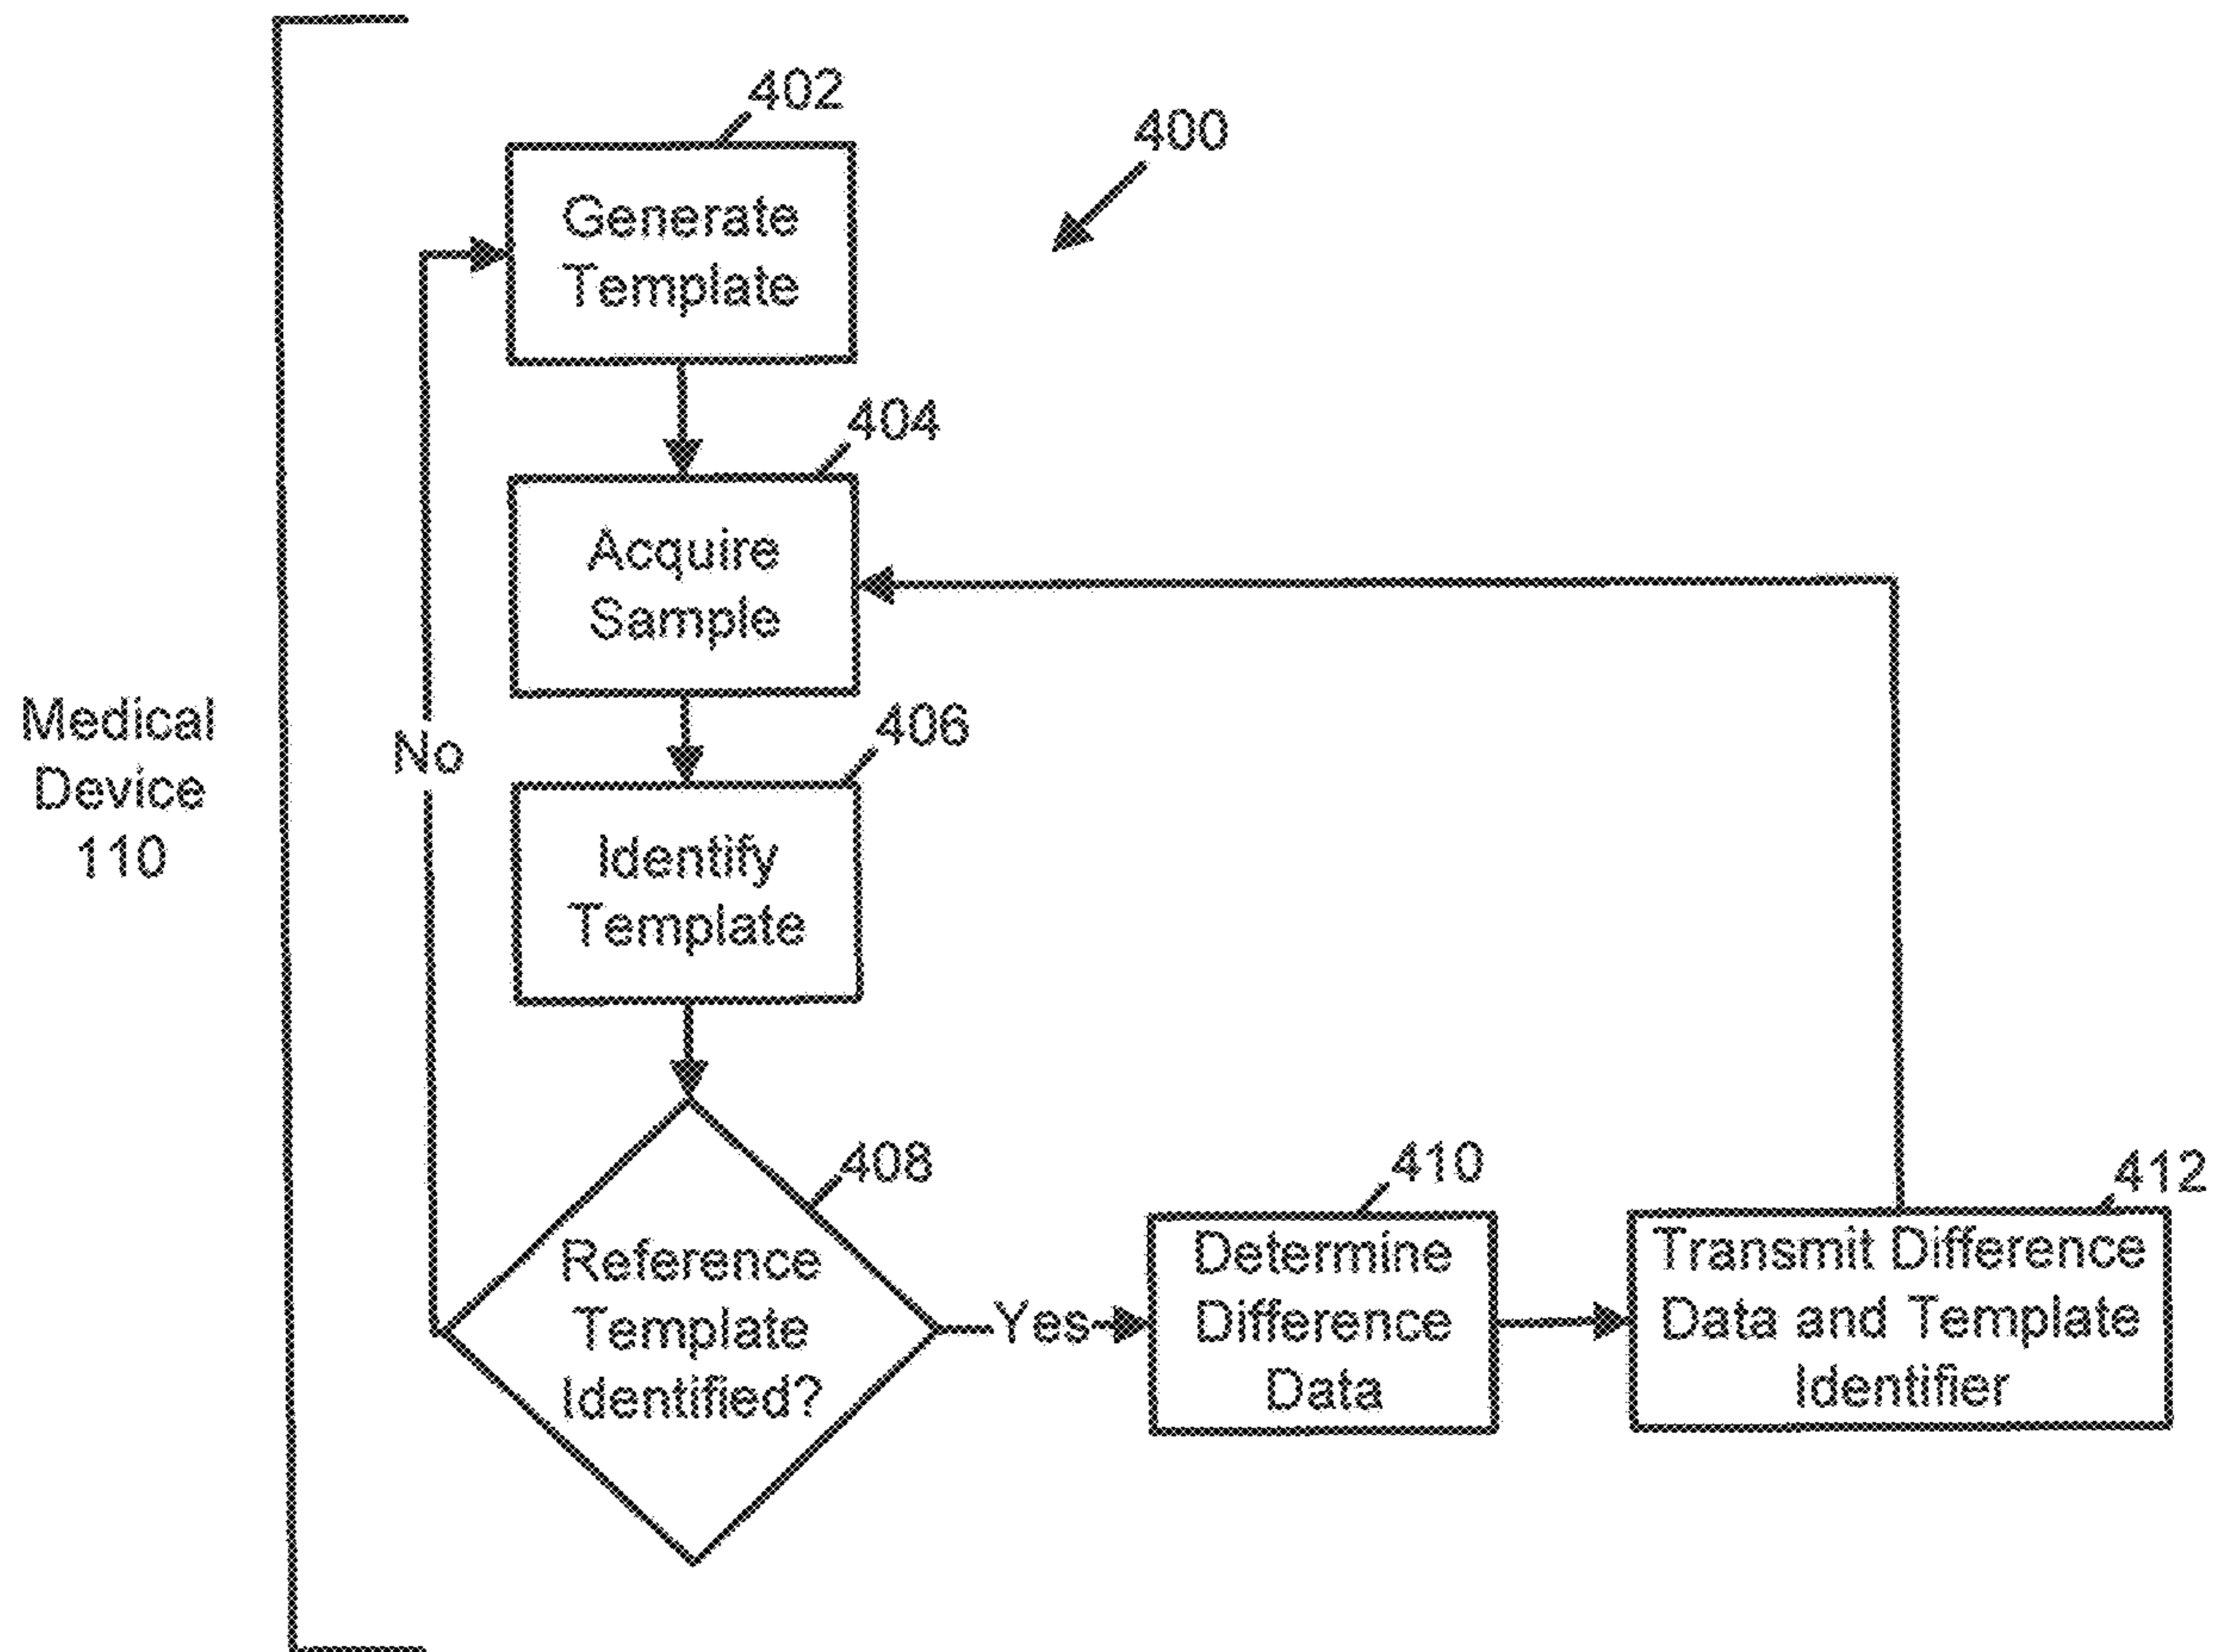 402
400
Generate
Template
404
Acquire
Sample
406
Medical
Device
110
No
Identify
Template
408
410
412
Reference
Template
Identified?
Yes
Determine
Difference
Data
Transmit Difference
Data and Template
Identifier